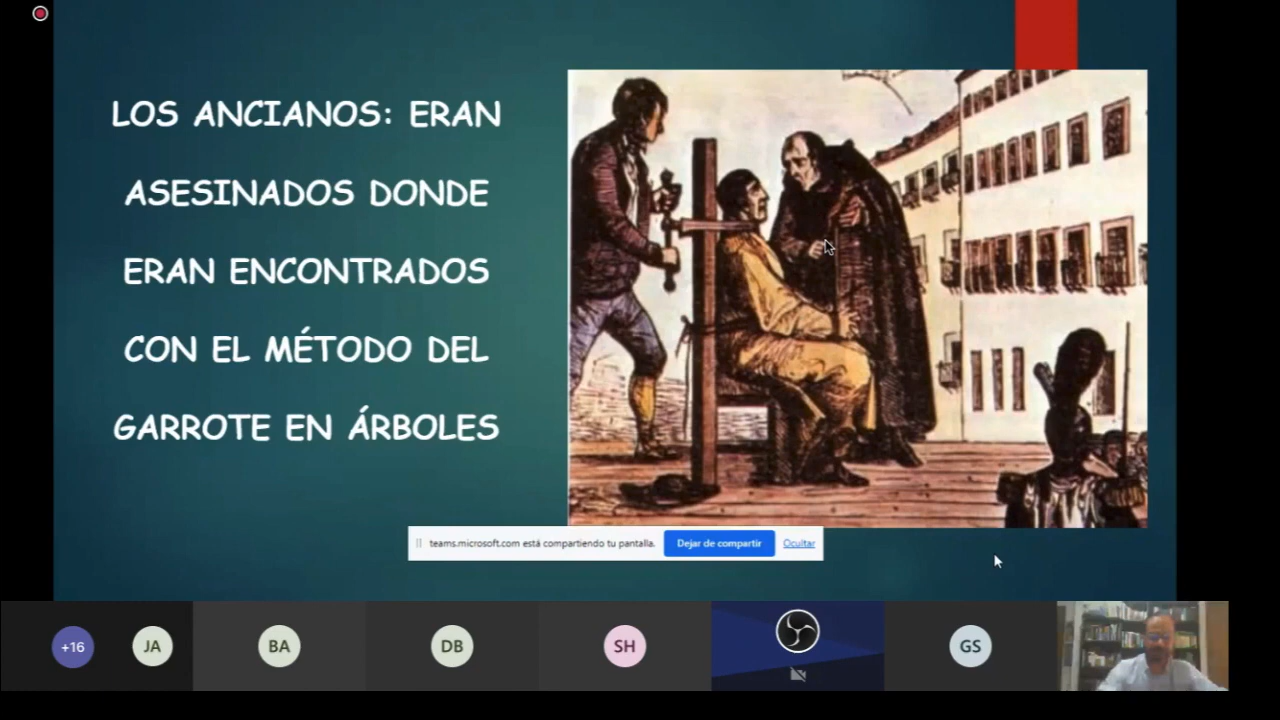 LOS ANCIANOS: ERAN
ASESINADOS DONDE
ERAN ENCONTRADOS
CON EL MÉTODO DEL
GARROTE EN ÁRBOLES
teams.microsoft.com está compartiendo tu pantalla. Dejar de compartir Ocultar
+16 JA BA DB SH GS